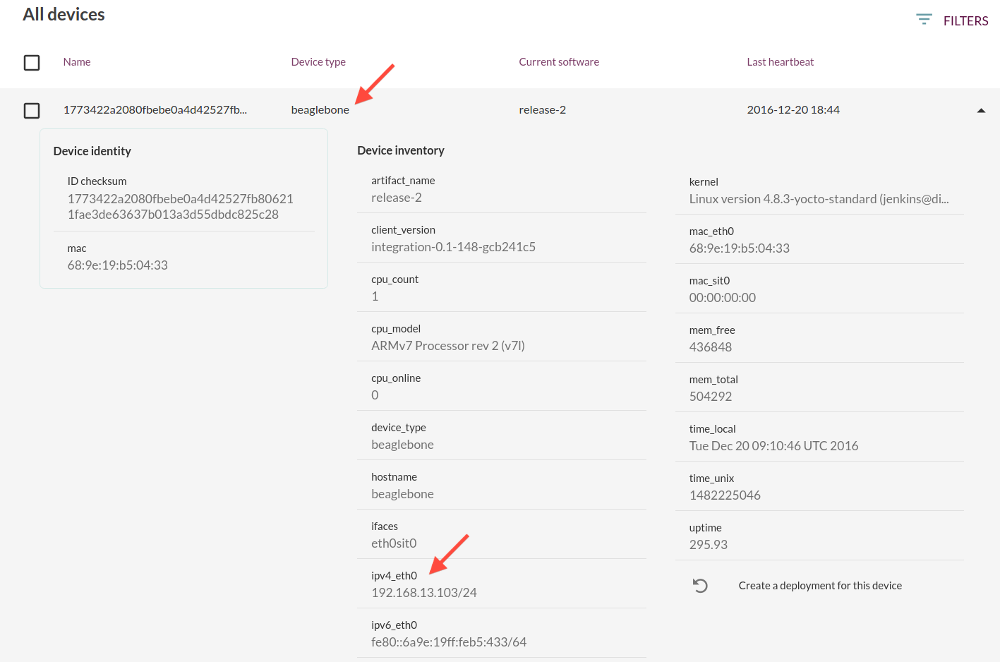 All devices
FILTERS
Name Device type Current software Last heartbeat
1773422a2080fbebe0a4d42527fb... beaglebone release-2 2016-12-20 18:44
Device identity
ID checksum
1773422a2080fbebe0a4d42527fb80621
1fae3de63637b013a3d55dbdc825c28
mac
68:9e:19:b5:04:33
Device inventory
artifact_name
release-2
client_version
integration-0.1-148-gcb241c5
cpu_count
1
cpu_model
ARMv7 Processor rev 2 (v7l)
cpu_online
0
device_type
beaglebone
hostname
beaglebone
ifaces
eth0sit0
ipv4_eth0
192.168.13.103/24
ipv6_eth0
fe80::6a9e:19ff:feb5:433/64
kernel
Linux version 4.8.3-yocto-standard (jenkins@di...
mac_eth0
68:9e:19:b5:04:33
mac_sit0
00:00:00:00
mem_free
436848
mem_total
504292
time_local
Tue Dec 20 09:10:46 UTC 2016
time_unix
1482225046
uptime
295.93
Create a deployment for this device